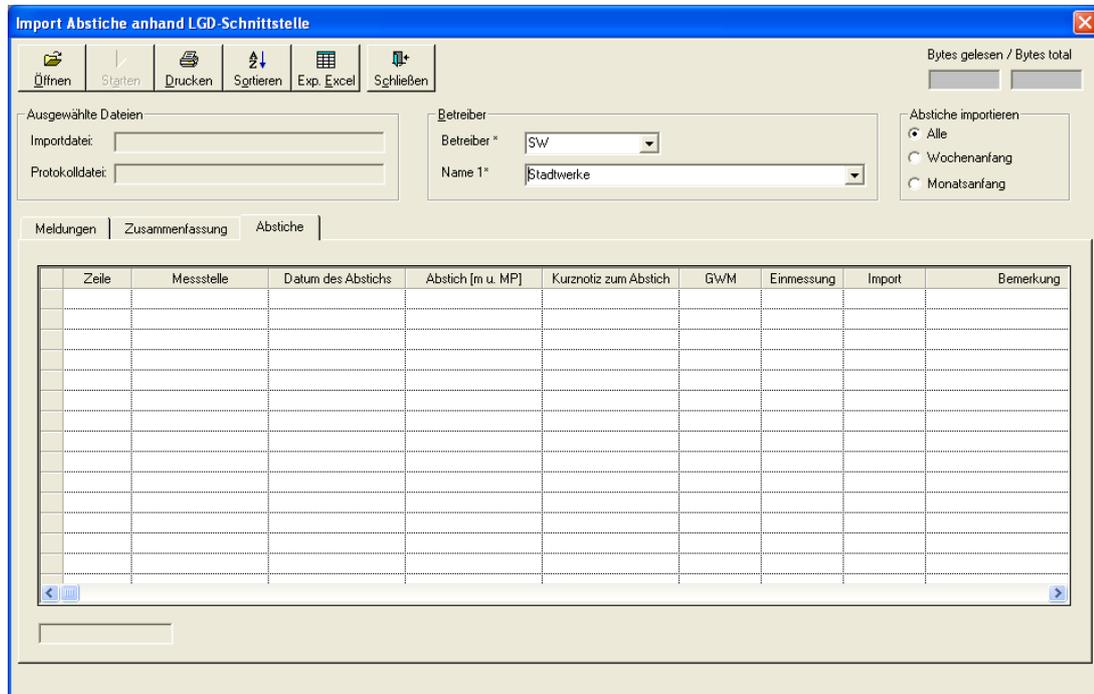 Import Abstiche anhand LGD-Schnittstelle
Öffnen Starten Drucken Sortieren Exp. Excel Schließen
Bytes gelesen / Bytes total
Ausgewählte Dateien
Importdatei:
Protokolldatei:
Betreiber
Betreiber * SW
Name 1* Stadtwerke
Abstiche importieren
Alle
Wochenanfang
Monatsanfang
Meldungen Zusammenfassung Abstiche
Zeile Messstelle Datum des Abstichs Abstich [m u. MP] Kurznotiz zum Abstich GWM Einmessung Import Bemerkung